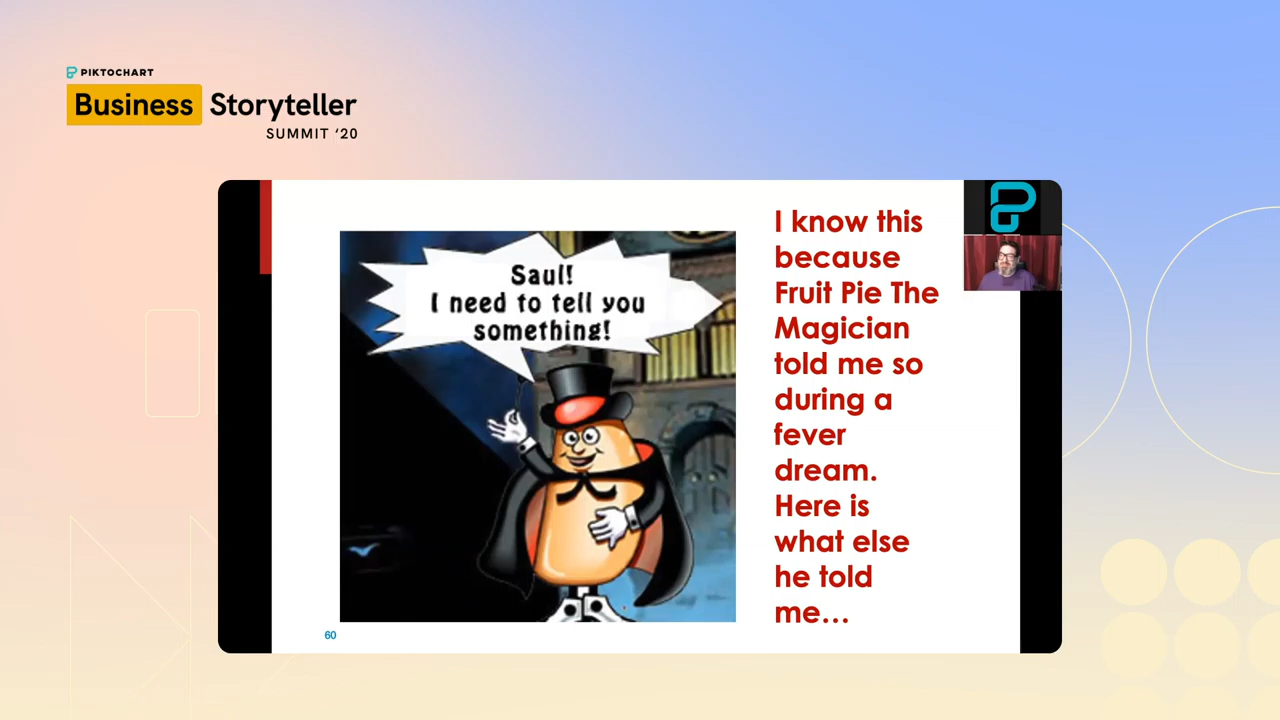 PIKTOCHART
Business Storyteller
SUMMIT ‘20
Saul!
I need to tell you
something!
I know this
because
Fruit Pie The
Magician
told me so
during a
fever
dream.
Here is
what else
he told
me…
60